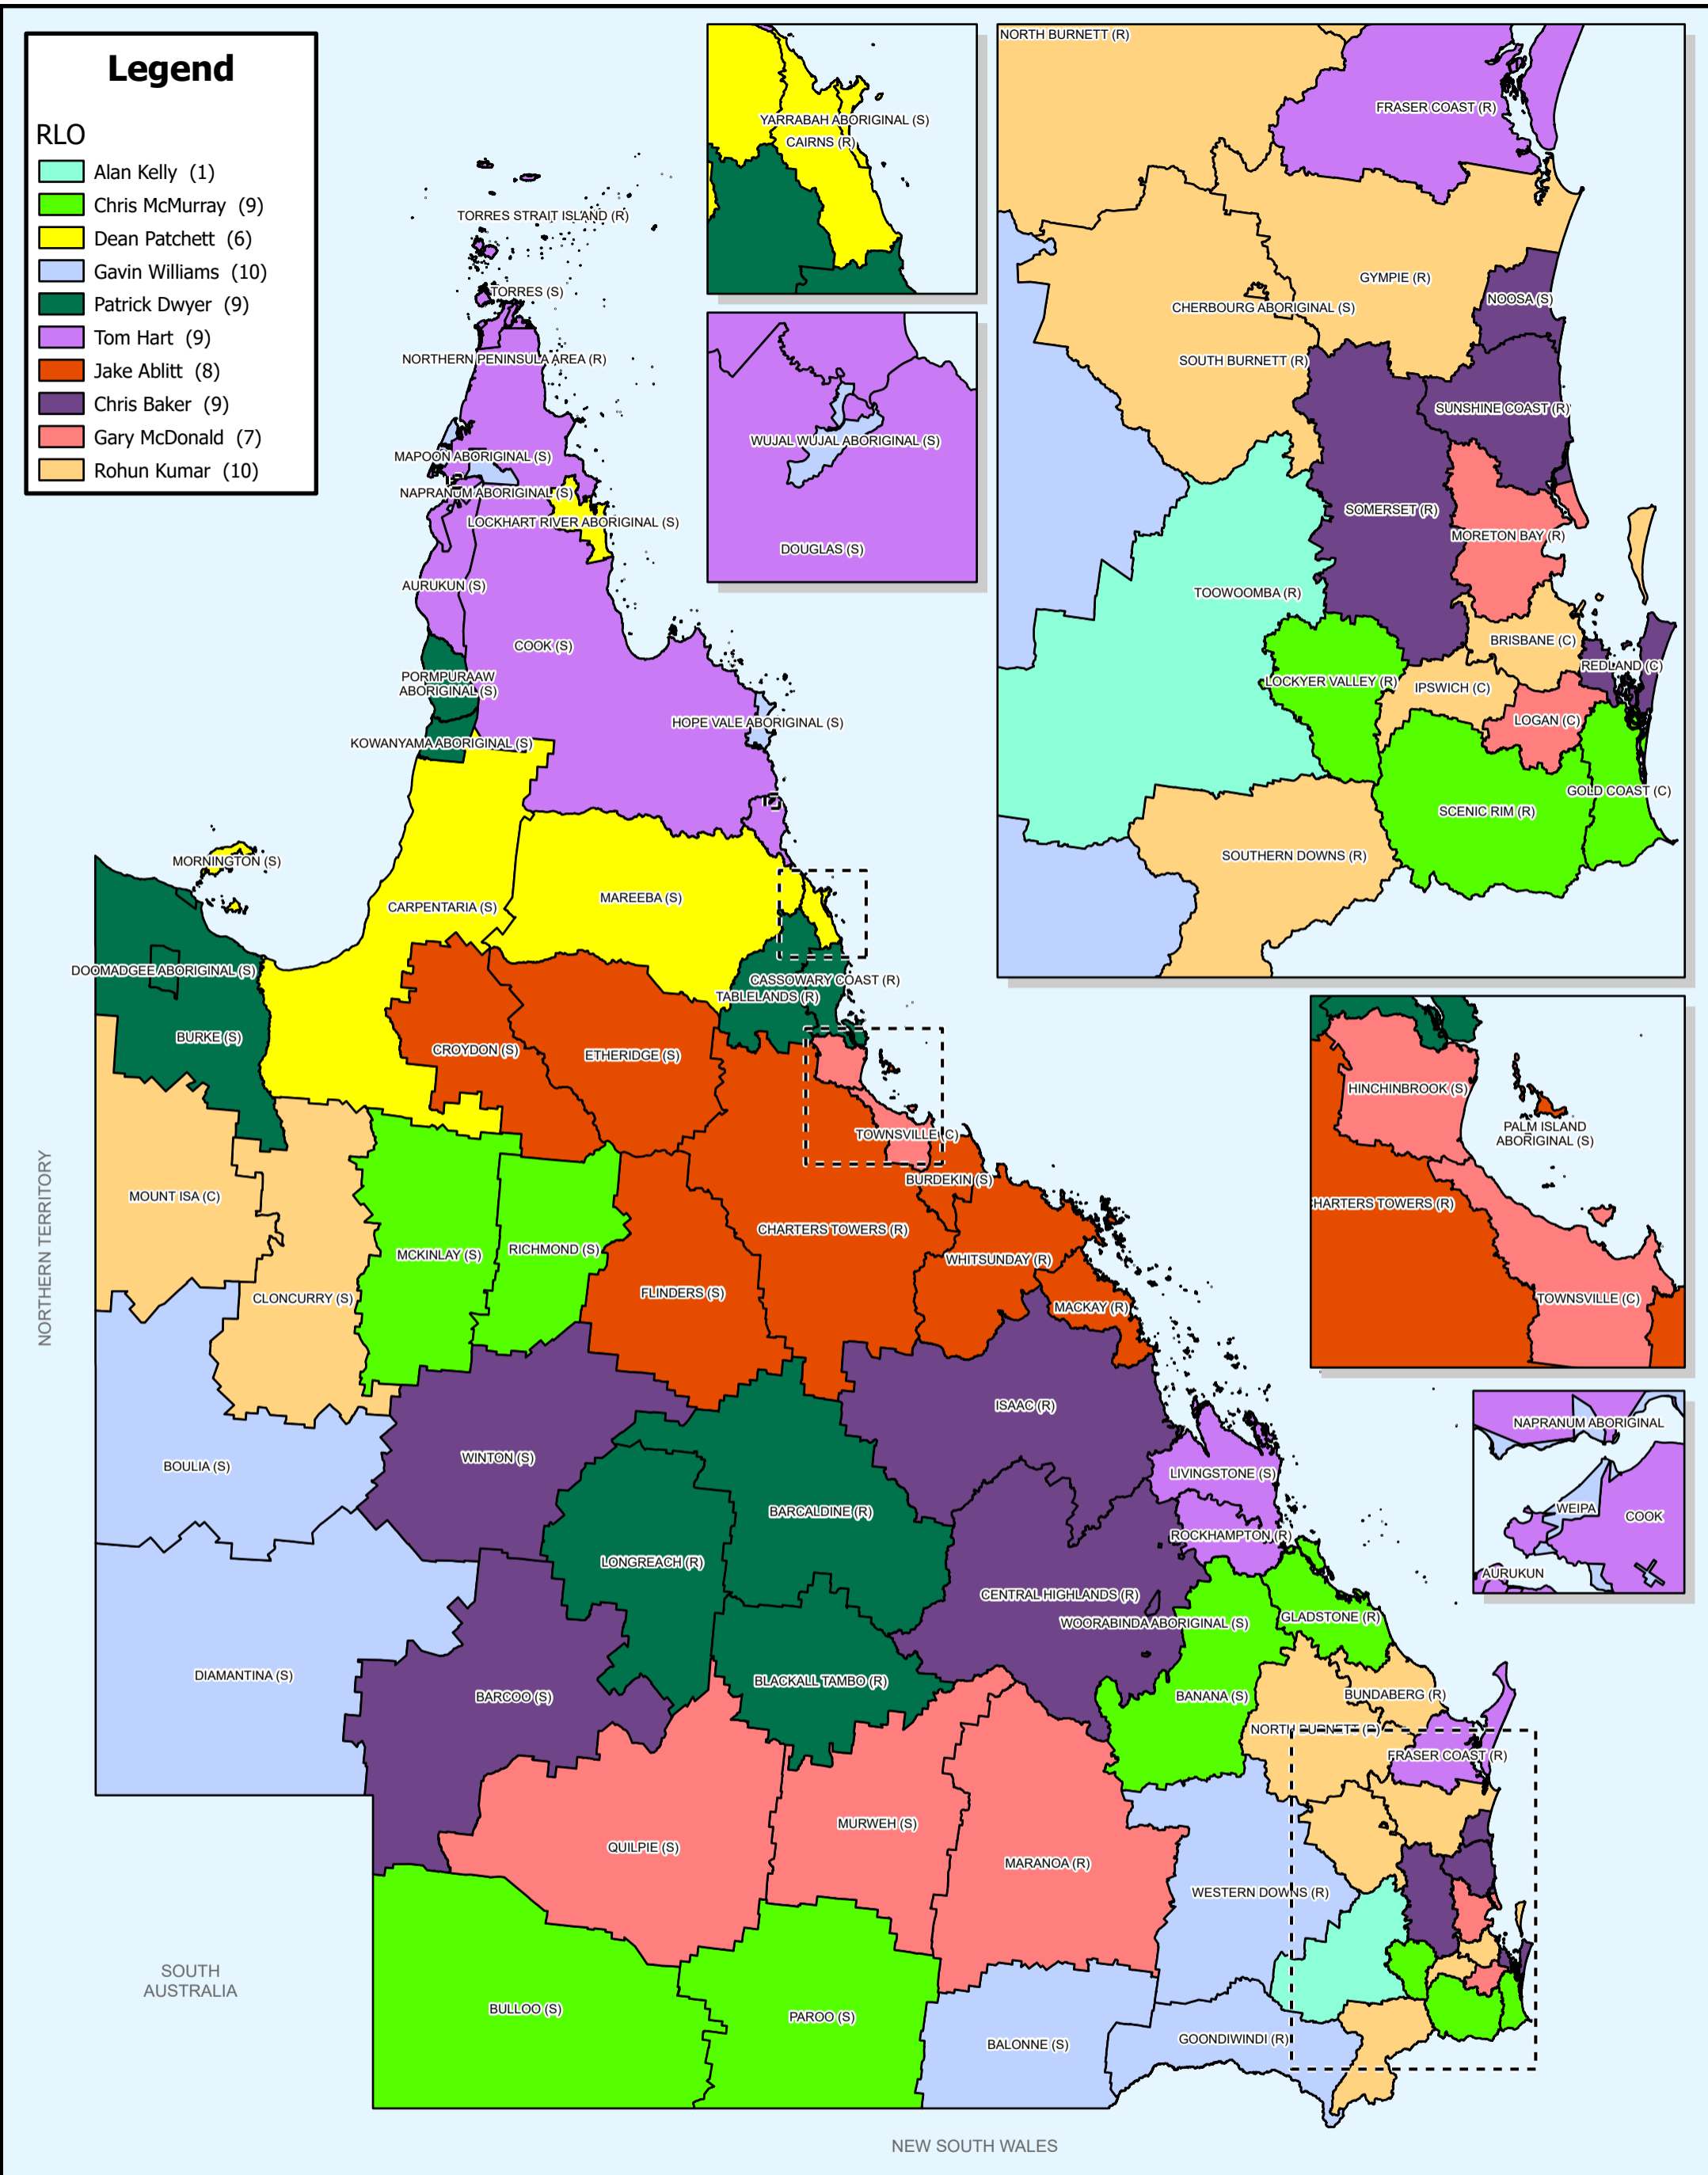 Legend
RLO
Alan Kelly (1)
Chris McMurray (9)
Dean Patchett (6)
Gavin Williams (10)
Patrick Dwyer (9)
Tom Hart (9)
Jake Ablitt (8)
Chris Baker (9)
Gary McDonald (7)
Rohun Kumar (10)
YARRABAH ABORIGINAL (S)
CAIRNS (R)
WUJAL WUJAL ABORIGINAL (S)
DOUGLAS (S)
NORTH BURNETT (R)
FRASER COAST (R)
GYMPIE (R)
NOOSA (S)
CHERBOURG ABORIGINAL (S)
SOUTH BURNETT (R)
SUNSHINE COAST (R)
SOMERSET (R)
MORETON BAY (R)
TOOWOOMBA (R)
BRISBANE (C)
REDLAND (C)
LOCKYER VALLEY (R)
IPSWICH (C)
LOGAN (C)
GOLD COAST (C)
SCENIC RIM (R)
SOUTHERN DOWNS (R)
HINCHINBROOK (S)
PALM ISLAND
ABORIGINAL (S)
HARTERS TOWERS (R)
TOWNSVILLE (C)
NAPRANUM ABORIGINAL
WEIPA
COOK
AURUKUN
TORRES STRAIT ISLAND (R)
TORRES (S)
NORTHERN PENINSULA AREA (R)
MAPOON ABORIGINAL (S)
NAPRANUM ABORIGINAL (S)
LOCKHART RIVER ABORIGINAL (S)
AURUKUN (S)
COOK (S)
PORMPURAAW
ABORIGINAL (S)
HOPE VALE ABORIGINAL (S)
KOWANYAMA ABORIGINAL (S)
MORNINGTON (S)
MAREEBA (S)
CARPENTARIA (S)
DOOMADGEE ABORIGINAL (S)
CASSOWARY COAST (R)
TABLELANDS (R)
BURKE (S)
CROYDON (S)
ETHERIDGE (S)
TOWNSVILLE (C)
BURDEKIN (S)
MOUNT ISA (C)
CHARTERS TOWERS (R)
MCKINLAY (S)
RICHMOND (S)
WHITSUNDAY (R)
CLONCURRY (S)
FLINDERS (S)
MACKAY (R)
ISAAC (R)
BOULIA (S)
WINTON (S)
LIVINGSTONE (S)
BARCALDINE (R)
ROCKHAMPTON (R)
LONGREACH (R)
CENTRAL HIGHLANDS (R)
WOORABINDA ABORIGINAL (S)
GLADSTONE (R)
DIAMANTINA (S)
BARCOO (S)
BLACKALL TAMBO (R)
BANANA (S)
BUNDABERG (R)
NORTH BURNETT (R)
FRASER COAST (R)
QUILPIE (S)
MURWEH (S)
MARANOA (R)
WESTERN DOWNS (R)
BULLOO (S)
PAROO (S)
BALONNE (S)
GOONDIWINDI (R)
NORTHERN TERRITORY
SOUTH
AUSTRALIA
NEW SOUTH WALES